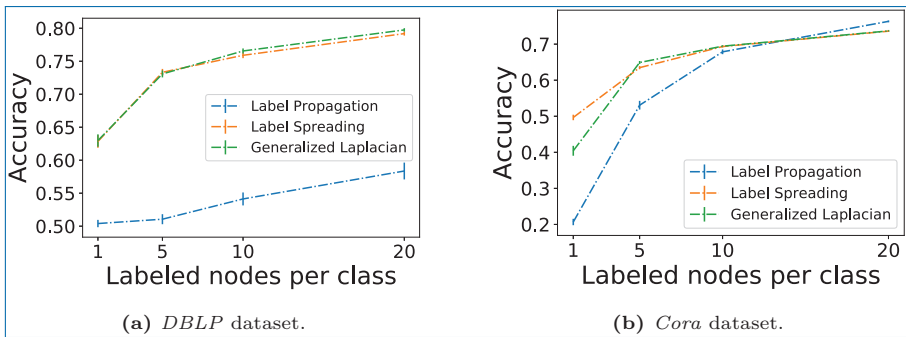 0.80
0.75
0.70
0.65
0.60
0.55
0.50
Accuracy
Label Propagation
Label Spreading
Generalized Laplacian
1 5 10 20
Labeled nodes per class
(a) DBLP dataset.
0.7
0.6
0.5
0.4
0.3
0.2
Accuracy
Label Propagation
Label Spreading
Generalized Laplacian
1 5 10 20
Labeled nodes per class
(b) Cora dataset.